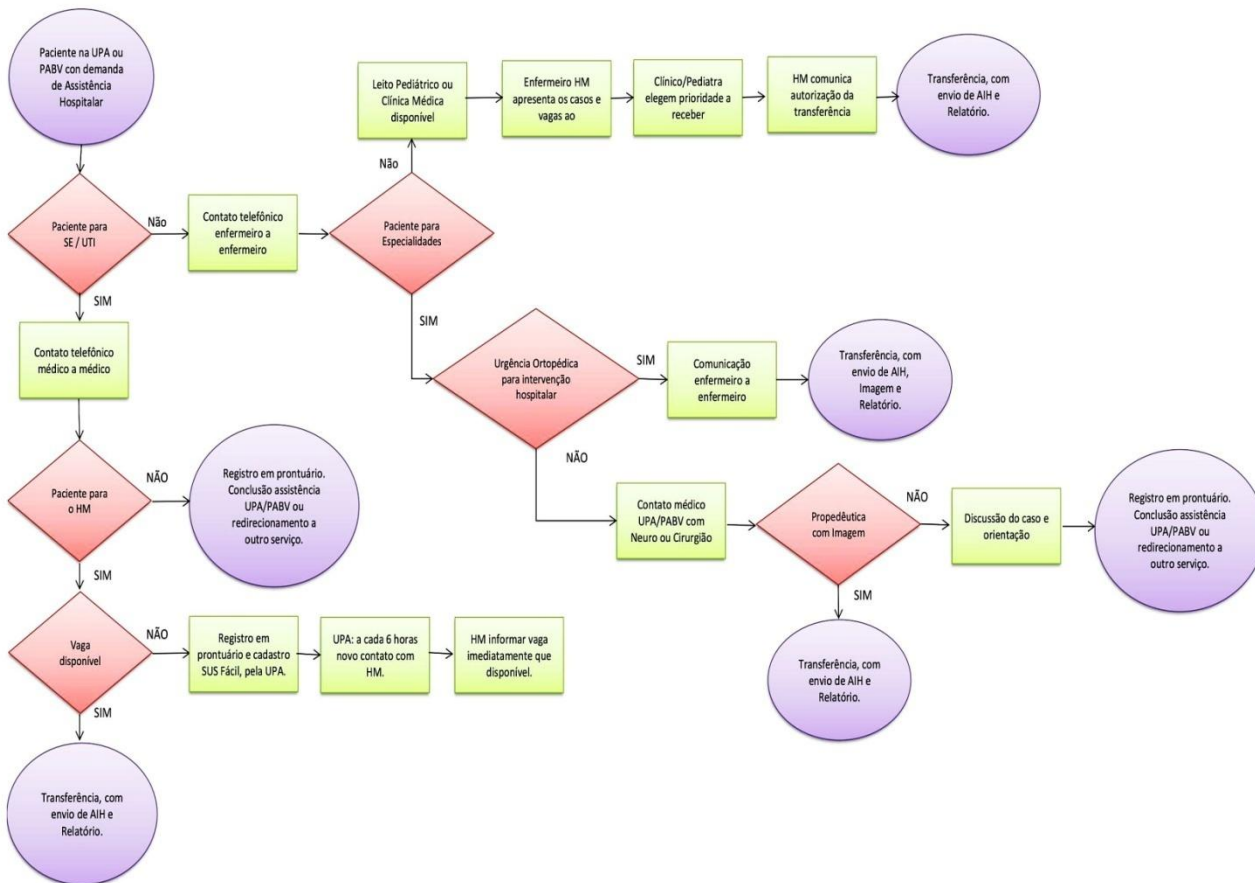 Paciente na UPA ou
PABV con demanda
de Assistência
Hospitalar
Leito Pediátrico ou
Clínica Médica
disponível
Enfermeiro HM
apresenta os casos e
vagas ao
Clínico/Pediatra
elegem prioridade a
receber
HM comunica
autorização da
transferência
Transferência, com
envio de AIH e
Relatório.
Não
Paciente para
SE / UTI
Não
Contato telefônico
enfermeiro a
enfermeiro
Paciente para
Especialidades
SIM
SIM
Contato telefônico
médico a médico
Urgência Ortopédica
para intervenção
hospitalar
SIM
Comunicação
enfermeiro a
enfermeiro
Transferência, com
envio de AIH,
Imagem e
Relatório.
NÃO
Paciente para
o HM
NÃO
Registro em prontuário.
Conclusão assistência
UPA/PABV ou
redirecionamento a
outro serviço.
Contato médico
UPA/PABV com
Neuro ou Cirurgião
Propedêutica
com Imagem
NÃO
Discussão do caso e
orientação
Registro em prontuário.
Conclusão assistência
UPA/PABV ou
redirecionamento a
outro serviço.
SIM
SIM
Vaga
disponível
NÃO
Registro em
prontuário e cadastro
SUS Fácil, pela UPA.
UPA: a cada 6 horas
novo contato com
HM.
HM informar vaga
imediatamente que
disponível.
Transferência, com
envio de AIH e
Relatório.
SIM
Transferência, com
envio de AIH e
Relatório.